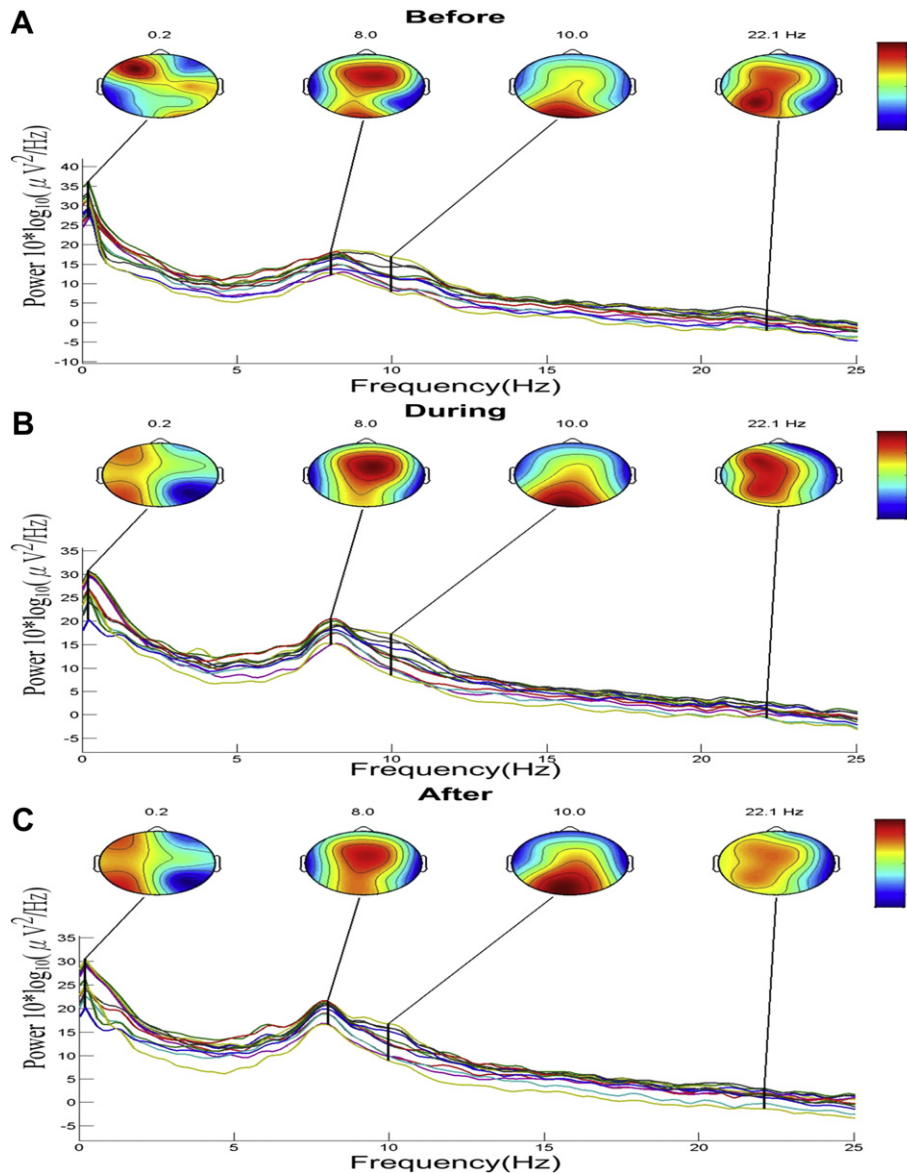 A
Before
0.2 8.0 10.0 22.1 Hz
Power 10*log10(μV2/Hz)
40
35
30
25
20
15
10
5
0
-5
-10
0 5 10 15 20 25
Frequency(Hz)
B
During
0.2 8.0 10.0 22.1 Hz
Power 10*log10(μV2/Hz)
35
30
25
20
15
10
5
0
-5
0 5 10 15 20 25
Frequency(Hz)
C
After
0.2 8.0 10.0 22.1 Hz
Power 10*log10(μV2/Hz)
35
30
25
20
15
10
5
0
-5
0 5 10 15 20 25
Frequency(Hz)